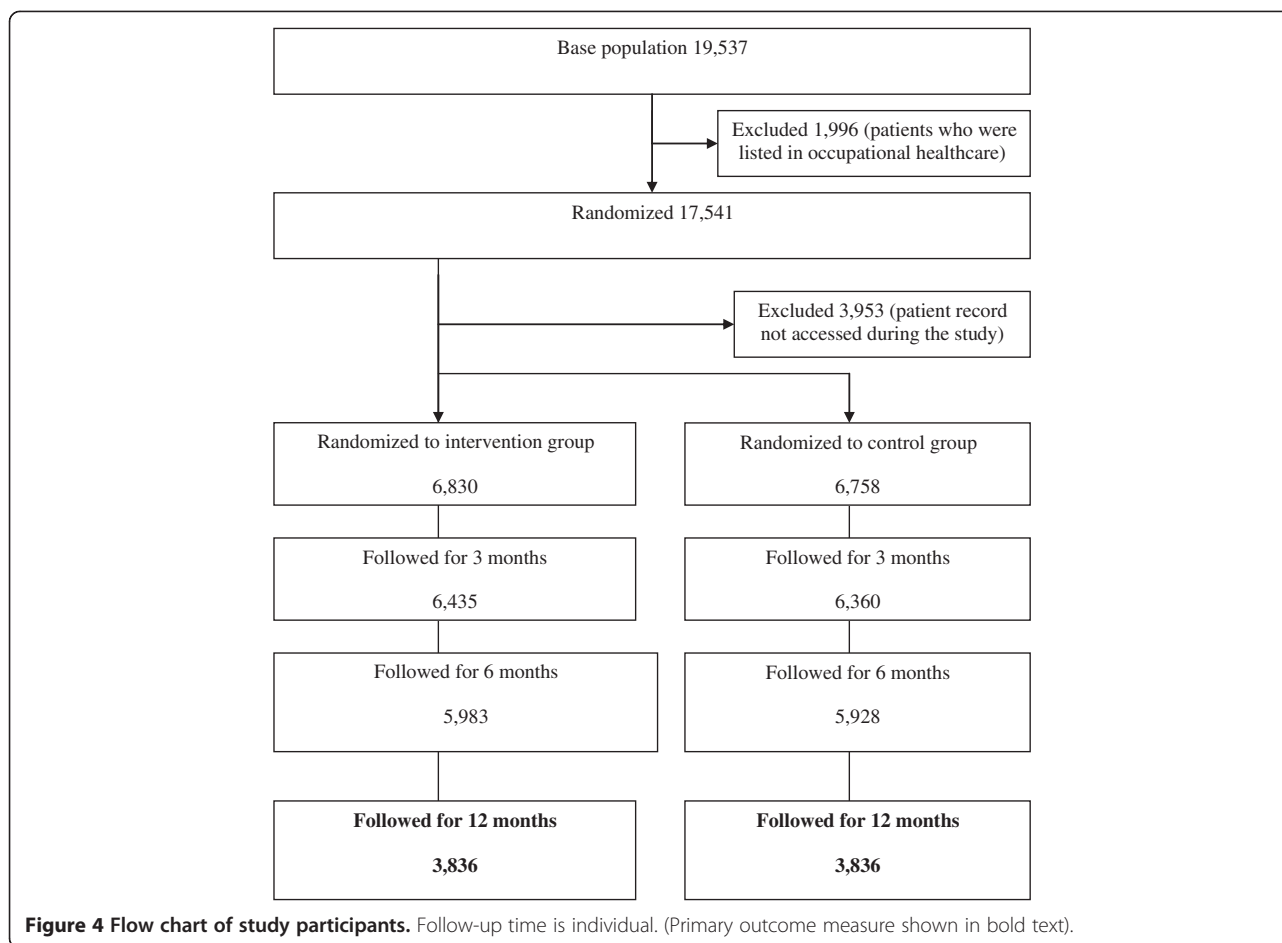 Base population 19,537
Excluded 1,996 (patients who were
listed in occupational healthcare)
Randomized 17,541
Excluded 3,953 (patient record
not accessed during the study)
Randomized to intervention group
6,830
Randomized to control group
6,758
Followed for 3 months
6,435
Followed for 3 months
6,360
Followed for 6 months
5,983
Followed for 6 months
5,928
Followed for 12 months
3,836
Followed for 12 months
3,836
Figure 4 Flow chart of study participants. Follow-up time is individual. (Primary outcome measure shown in bold text).